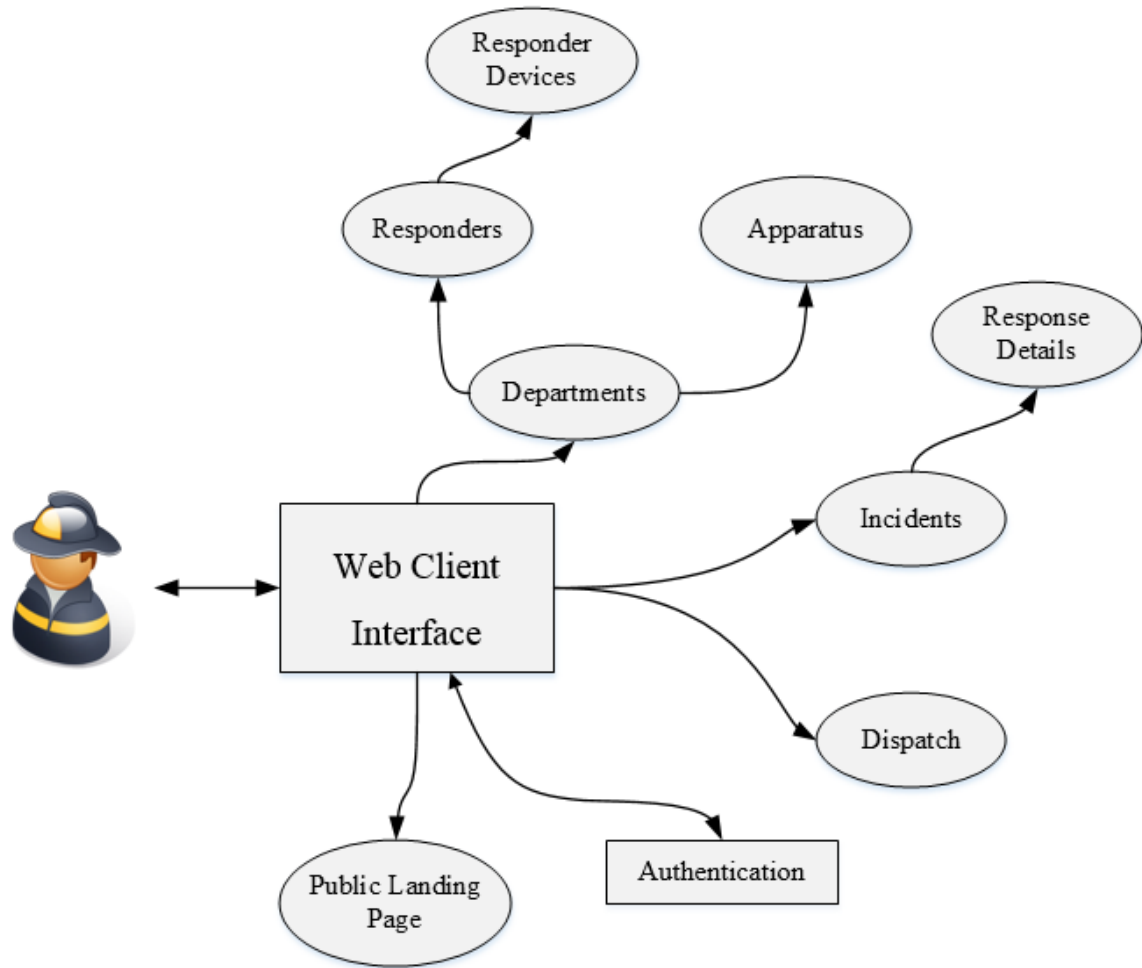 Responder
Devices
Responders
Apparatus
Response
Details
Departments
Incidents
Web Client
Interface
Dispatch
Authentication
Public Landing
Page